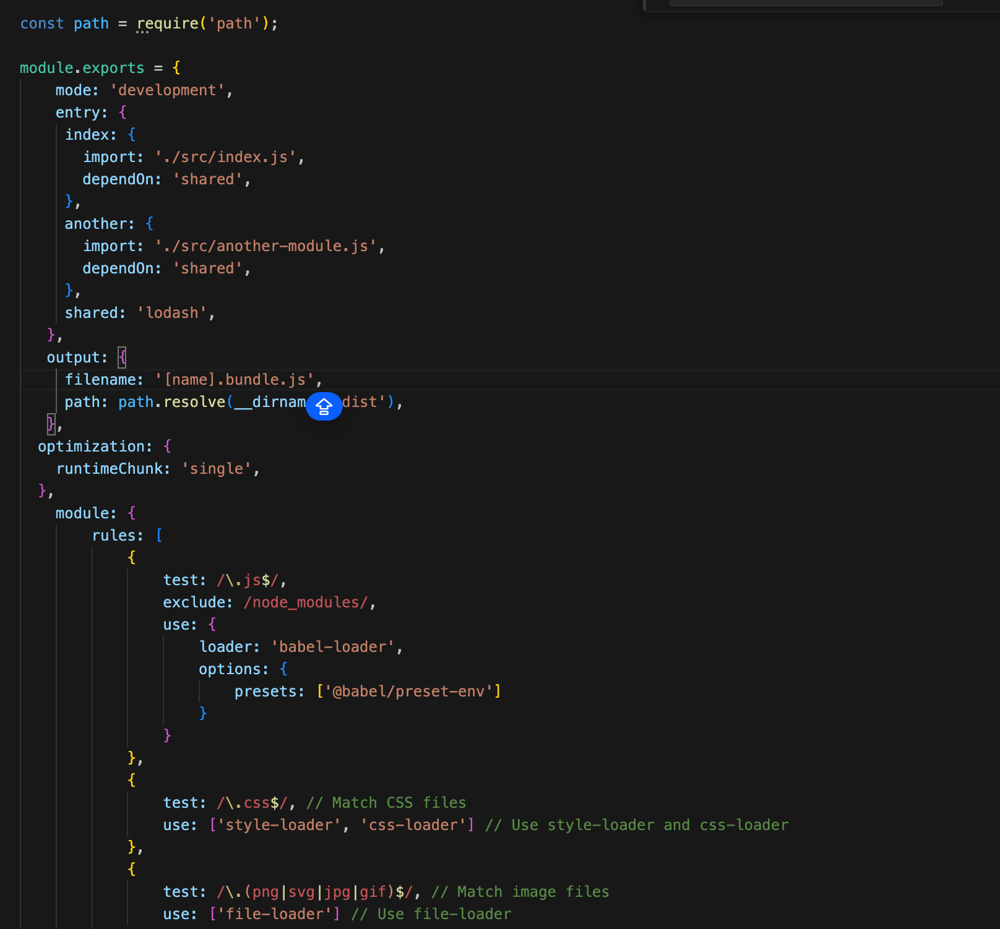 const path = require('path');
module.exports = {
mode: 'development',
entry: {
index: {
import: './src/index.js',
dependOn: 'shared',
},
another: {
import: './src/another-module.js',
dependOn: 'shared',
},
shared: 'lodash',
},
output: {
filename: '[name].bundle.js',
path: path.resolve(__dirnam dist'),
},
optimization: {
runtimeChunk: 'single',
},
module: {
rules: [
{
test: /\.js$/,
exclude: /node_modules/,
use: {
loader: 'babel-loader',
options: {
presets: ['@babel/preset-env']
}
}
},
{
test: /\.css$/, // Match CSS files
use: ['style-loader', 'css-loader'] // Use style-loader and css-loader
},
{
test: /\.(png|svg|jpg|gif)$/, // Match image files
use: ['file-loader'] // Use file-loader